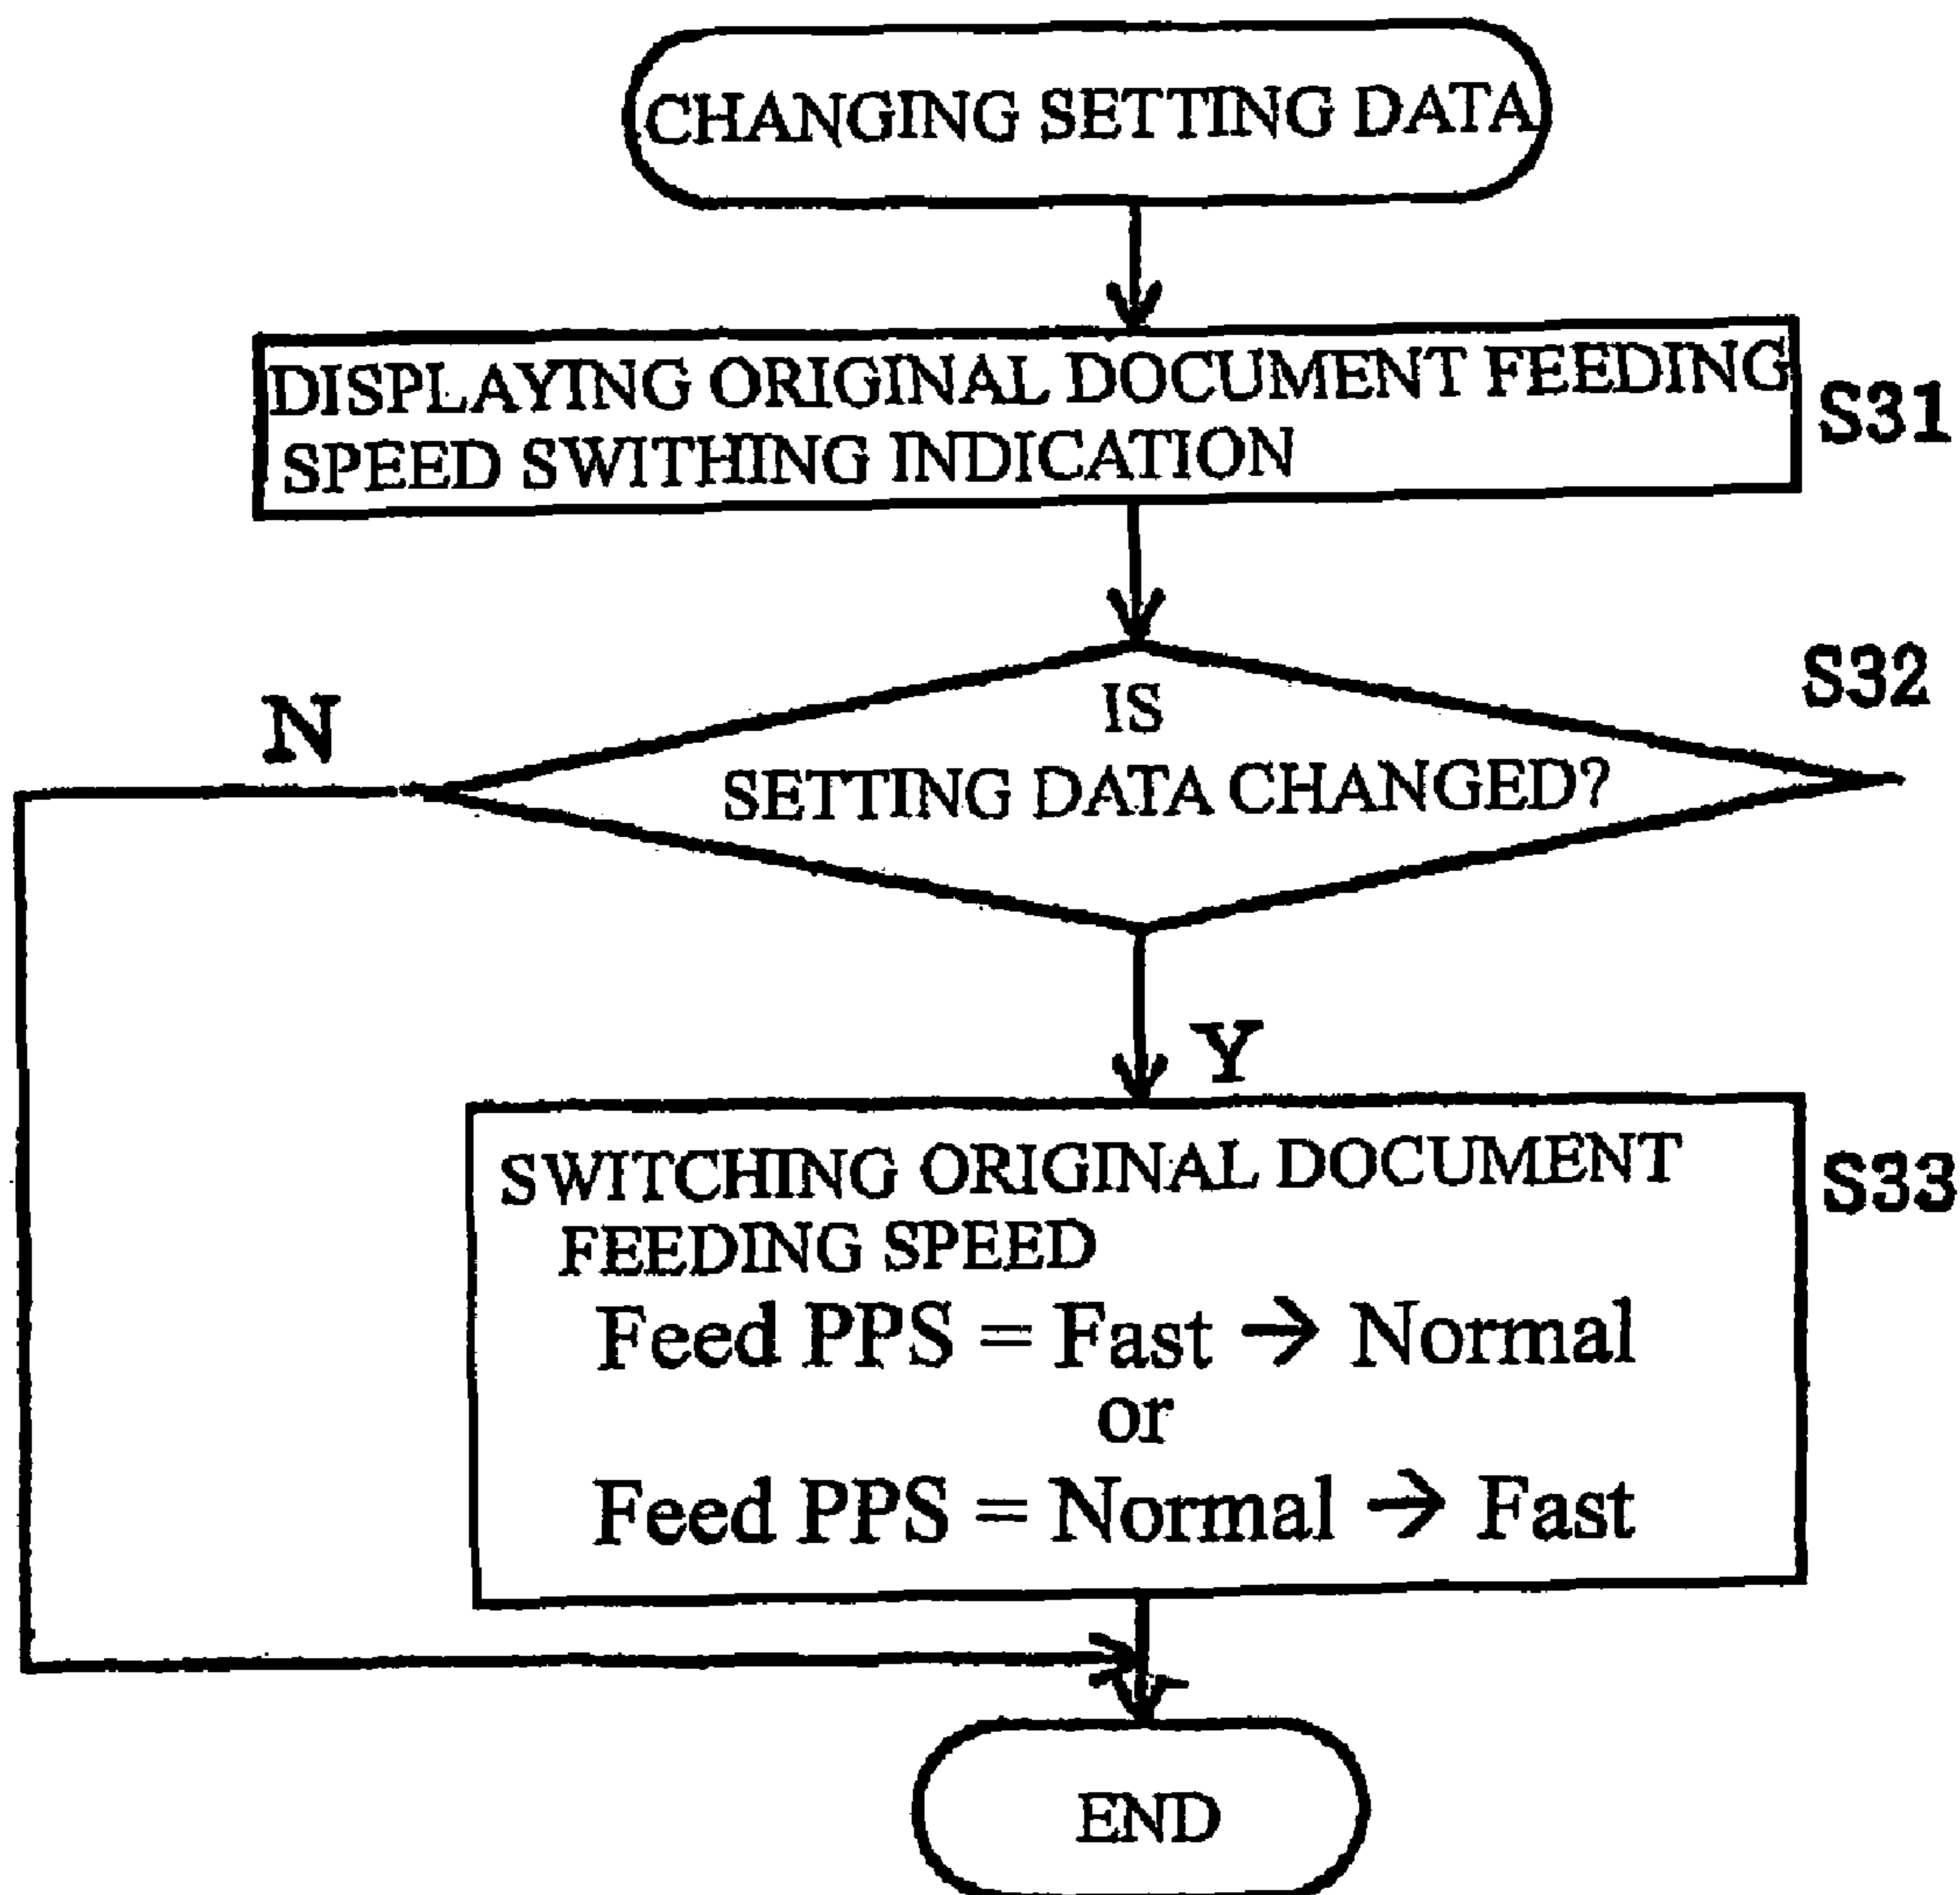 CHANGING SETTING DATA
DISPLAYING ORIGINAL DOCUMENT FEEDING
SPEED SWITHING INDICATION
S31
S32
N
IS
SETTING DATA CHANGED?
Y
SWITCHING ORIGINAL DOCUMENT
FEEDING SPEED
Feed PPS = Fast → Normal
or
Feed PPS = Normal → Fast
S33
END